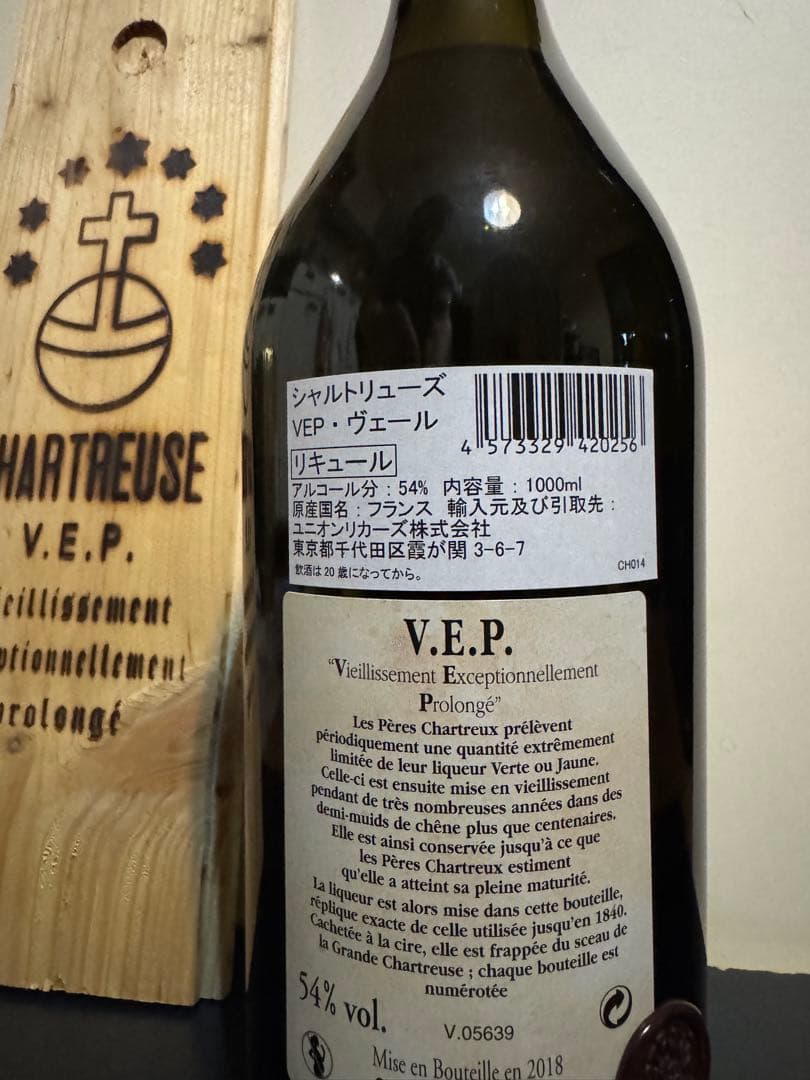 HARTREUSE
V.E.P.
ieillissement
ptionnellement
prolongé
シャルトリューズ
VEP・ヴェール
リキュール
4 573329 420256
アルコール分：54% 内容量：1000ml
原産国名：フランス 輸入元及び引取先：
ユニオンリカーズ株式会社
東京都千代田区霞が関 3-6-7
飲酒は20歳になってから。
CH014
V.E.P.
“Vieillissement Exceptionnellement
Prolongé”
Les Pères Chartreux prélèvent
périodiquement une quantité extrêmement
limitée de leur liqueur Verte ou Jaune.
Celle-ci est ensuite mise en vieillissement
pendant de très nombreuses années dans des
demi-muids de chêne plus que centenaires.
Elle est ainsi conservée jusqu'à ce que
les Pères Chartreux estiment
qu'elle a atteint sa pleine maturité.
La liqueur est alors mise dans cette bouteille,
réplique exacte de celle utilisée jusqu'en 1840.
Cachetée à la cire, elle est frappée du sceau de
la Grande Chartreuse ; chaque bouteille est
numérotée
54% vol.
V.05639
Mise en Bouteille en 2018